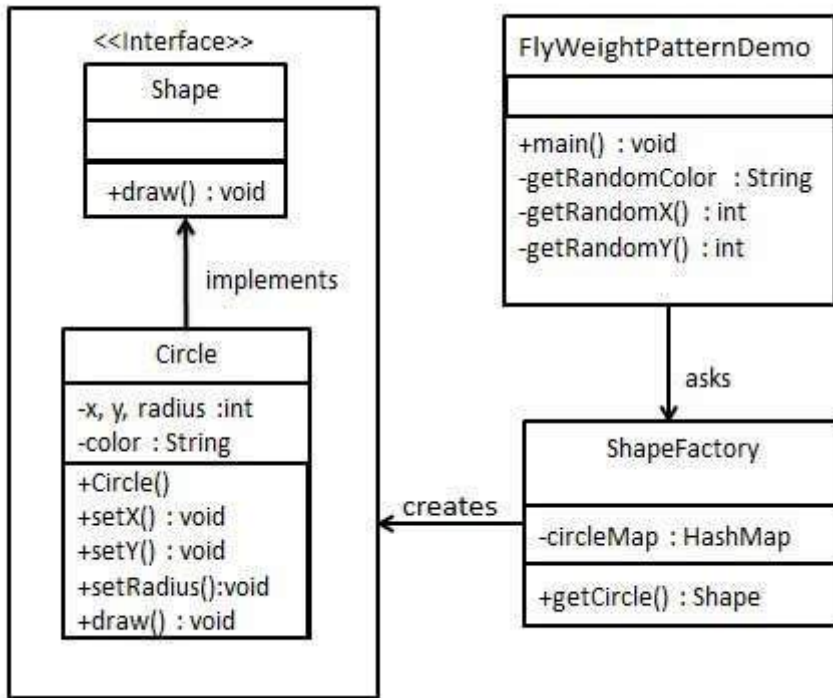 <<Interface>>
Shape
+draw() : void
implements
Circle
-x, y, radius :int
-color : String
+Circle()
+setX() : void
+setY() : void
+setRadius():void
+draw() : void
FlyWeightPatternDemo
+main() : void
-getRandomColor : String
-getRandomX() : int
-getRandomY() : int
asks
ShapeFactory
-circleMap : HashMap
+getCircle() : Shape
creates